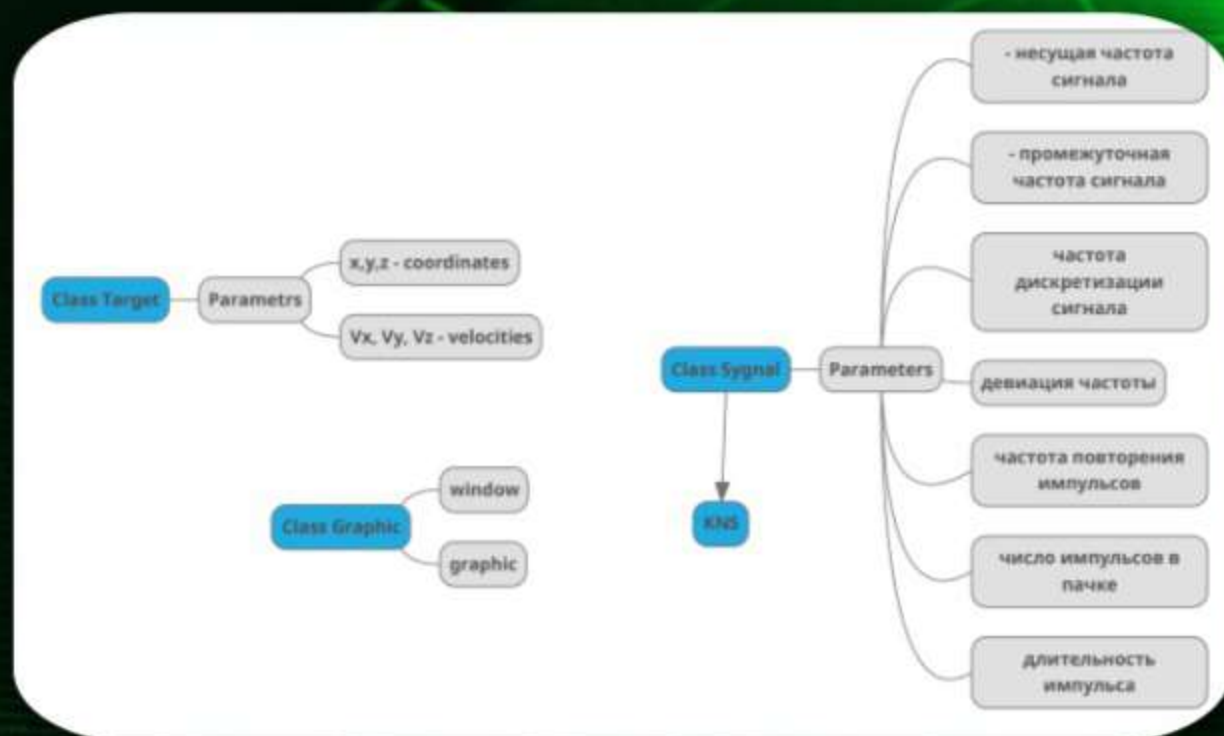 Class Target
Parametrs
x,y,z - coordinates
Vx, Vy, Vz - velocities
Class Graphic
window
graphic
Class Sygnal
Parameters
KNS
- несущая частота
сигнала
- промежуточная
частота сигнала
частота
дискретизации
сигнала
девиация частоты
частота повторения
импульсов
число импульсов в
пачке
длительность
импульса